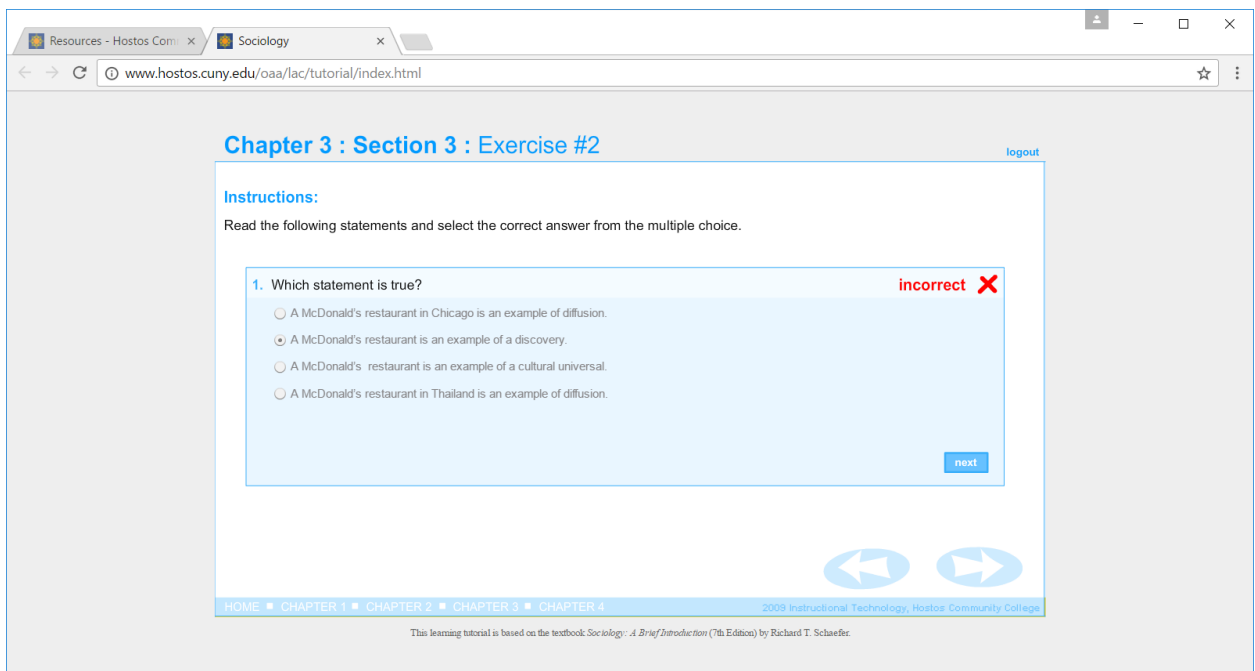 Resources - Hostos Com
Sociology
www.hostos.cuny.edu/oaa/lac/tutorial/index.html
Chapter 3 : Section 3 : Exercise #2
logout
Instructions:
Read the following statements and select the correct answer from the multiple choice.
1. Which statement is true?
incorrect
A McDonald's restaurant in Chicago is an example of diffusion.
A McDonald's restaurant is an example of a discovery.
A McDonald's restaurant is an example of a cultural universal.
A McDonald's restaurant in Thailand is an example of diffusion.
next
HOME ■ CHAPTER 1 ■ CHAPTER 2 ■ CHAPTER 3 ■ CHAPTER 4
2009 Instructional Technology, Hostos Community College
This learning tutorial is based on the textbook Sociology: A Brief Introduction (7th Edition) by Richard T. Schaefer.